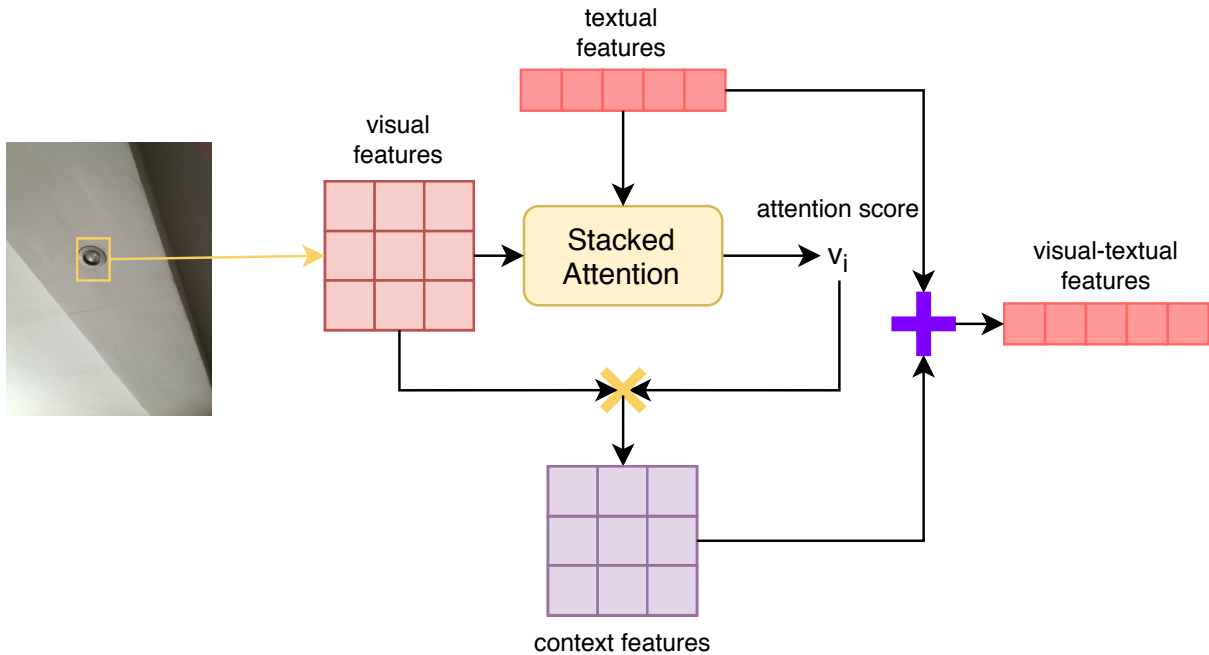 textual
features
visual
features
attention score
Stacked
Attention
vi
visual-textual
features
context features